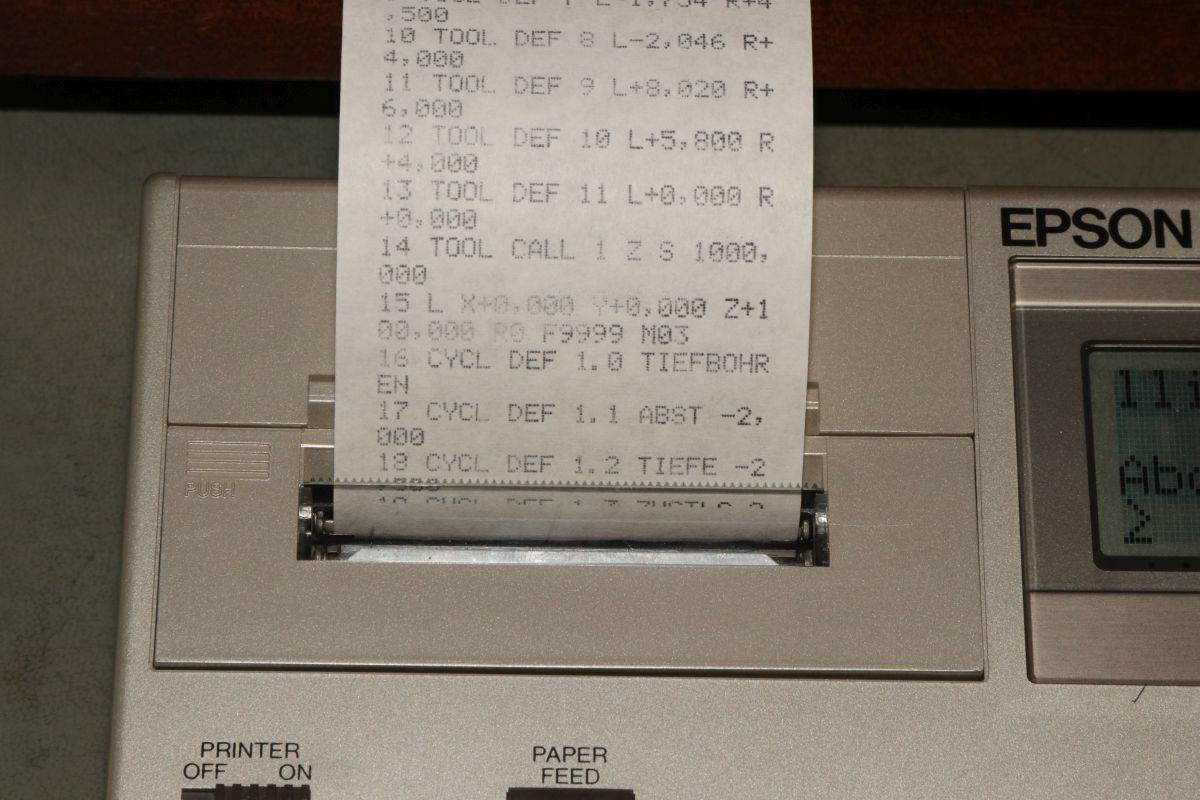 ,500
10 TOOL DEF 8 L-2,046 R+
4,000
11 TOOL DEF 9 L+8,020 R+
6,000
12 TOOL DEF 10 L+5,800 R
+4,000
13 TOOL DEF 11 L+0,000 R
+0,000
14 TOOL CALL 1 Z S 1000,
000
15 L X+0,000 Y+0,000 Z+1
00,000 R0 F9999 M03
16 CYCL DEF 1.0 TIEFBOHR
EN
17 CYCL DEF 1.1 ABST -2,
000
18 CYCL DEF 1.2 TIEFE -2
EPSON
PUSH
PRINTER
OFF ON
PAPER
FEED